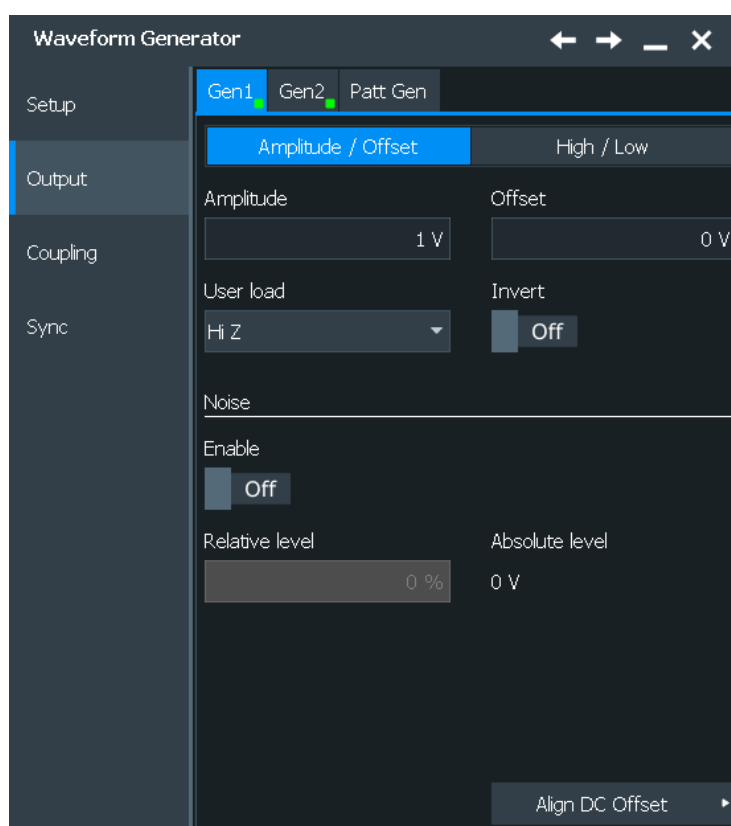 Waveform Generator
Setup
Output
Coupling
Sync
Gen1 Gen2 Patt Gen
Amplitude / Offset High / Low
Amplitude Offset
1 V 0 V
User load Invert
Hi Z Off
Noise
Enable
Off
Relative level Absolute level
0 % 0 V
Align DC Offset